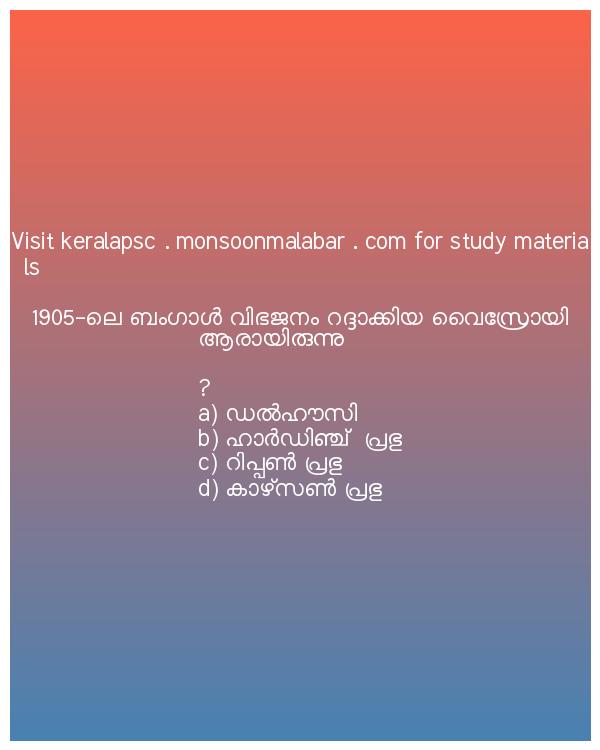 Visit keralapsc . monsoonmalabar . com for study materia
ls
1905-ലെ ബംഗാൾ വിഭജനം റദ്ദാക്കിയ വൈസ്രോയി
ആരായിരുന്നു
?
a) ഡൽഹൗസി
b) ഹാർഡിഞ്ച് പ്രഭു
c) റിപ്പൺ പ്രഭു
d) കാഴ്സൺ പ്രഭു